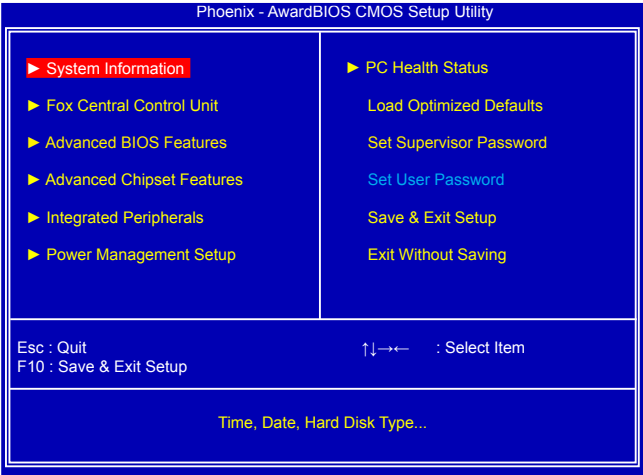 Phoenix - AwardBIOS CMOS Setup Utility
► System Information
► Fox Central Control Unit
► Advanced BIOS Features
► Advanced Chipset Features
► Integrated Peripherals
► Power Management Setup
► PC Health Status
Load Optimized Defaults
Set Supervisor Password
Set User Password
Save & Exit Setup
Exit Without Saving
Esc : Quit
F10 : Save & Exit Setup
↑↓→← : Select Item
Time, Date, Hard Disk Type...